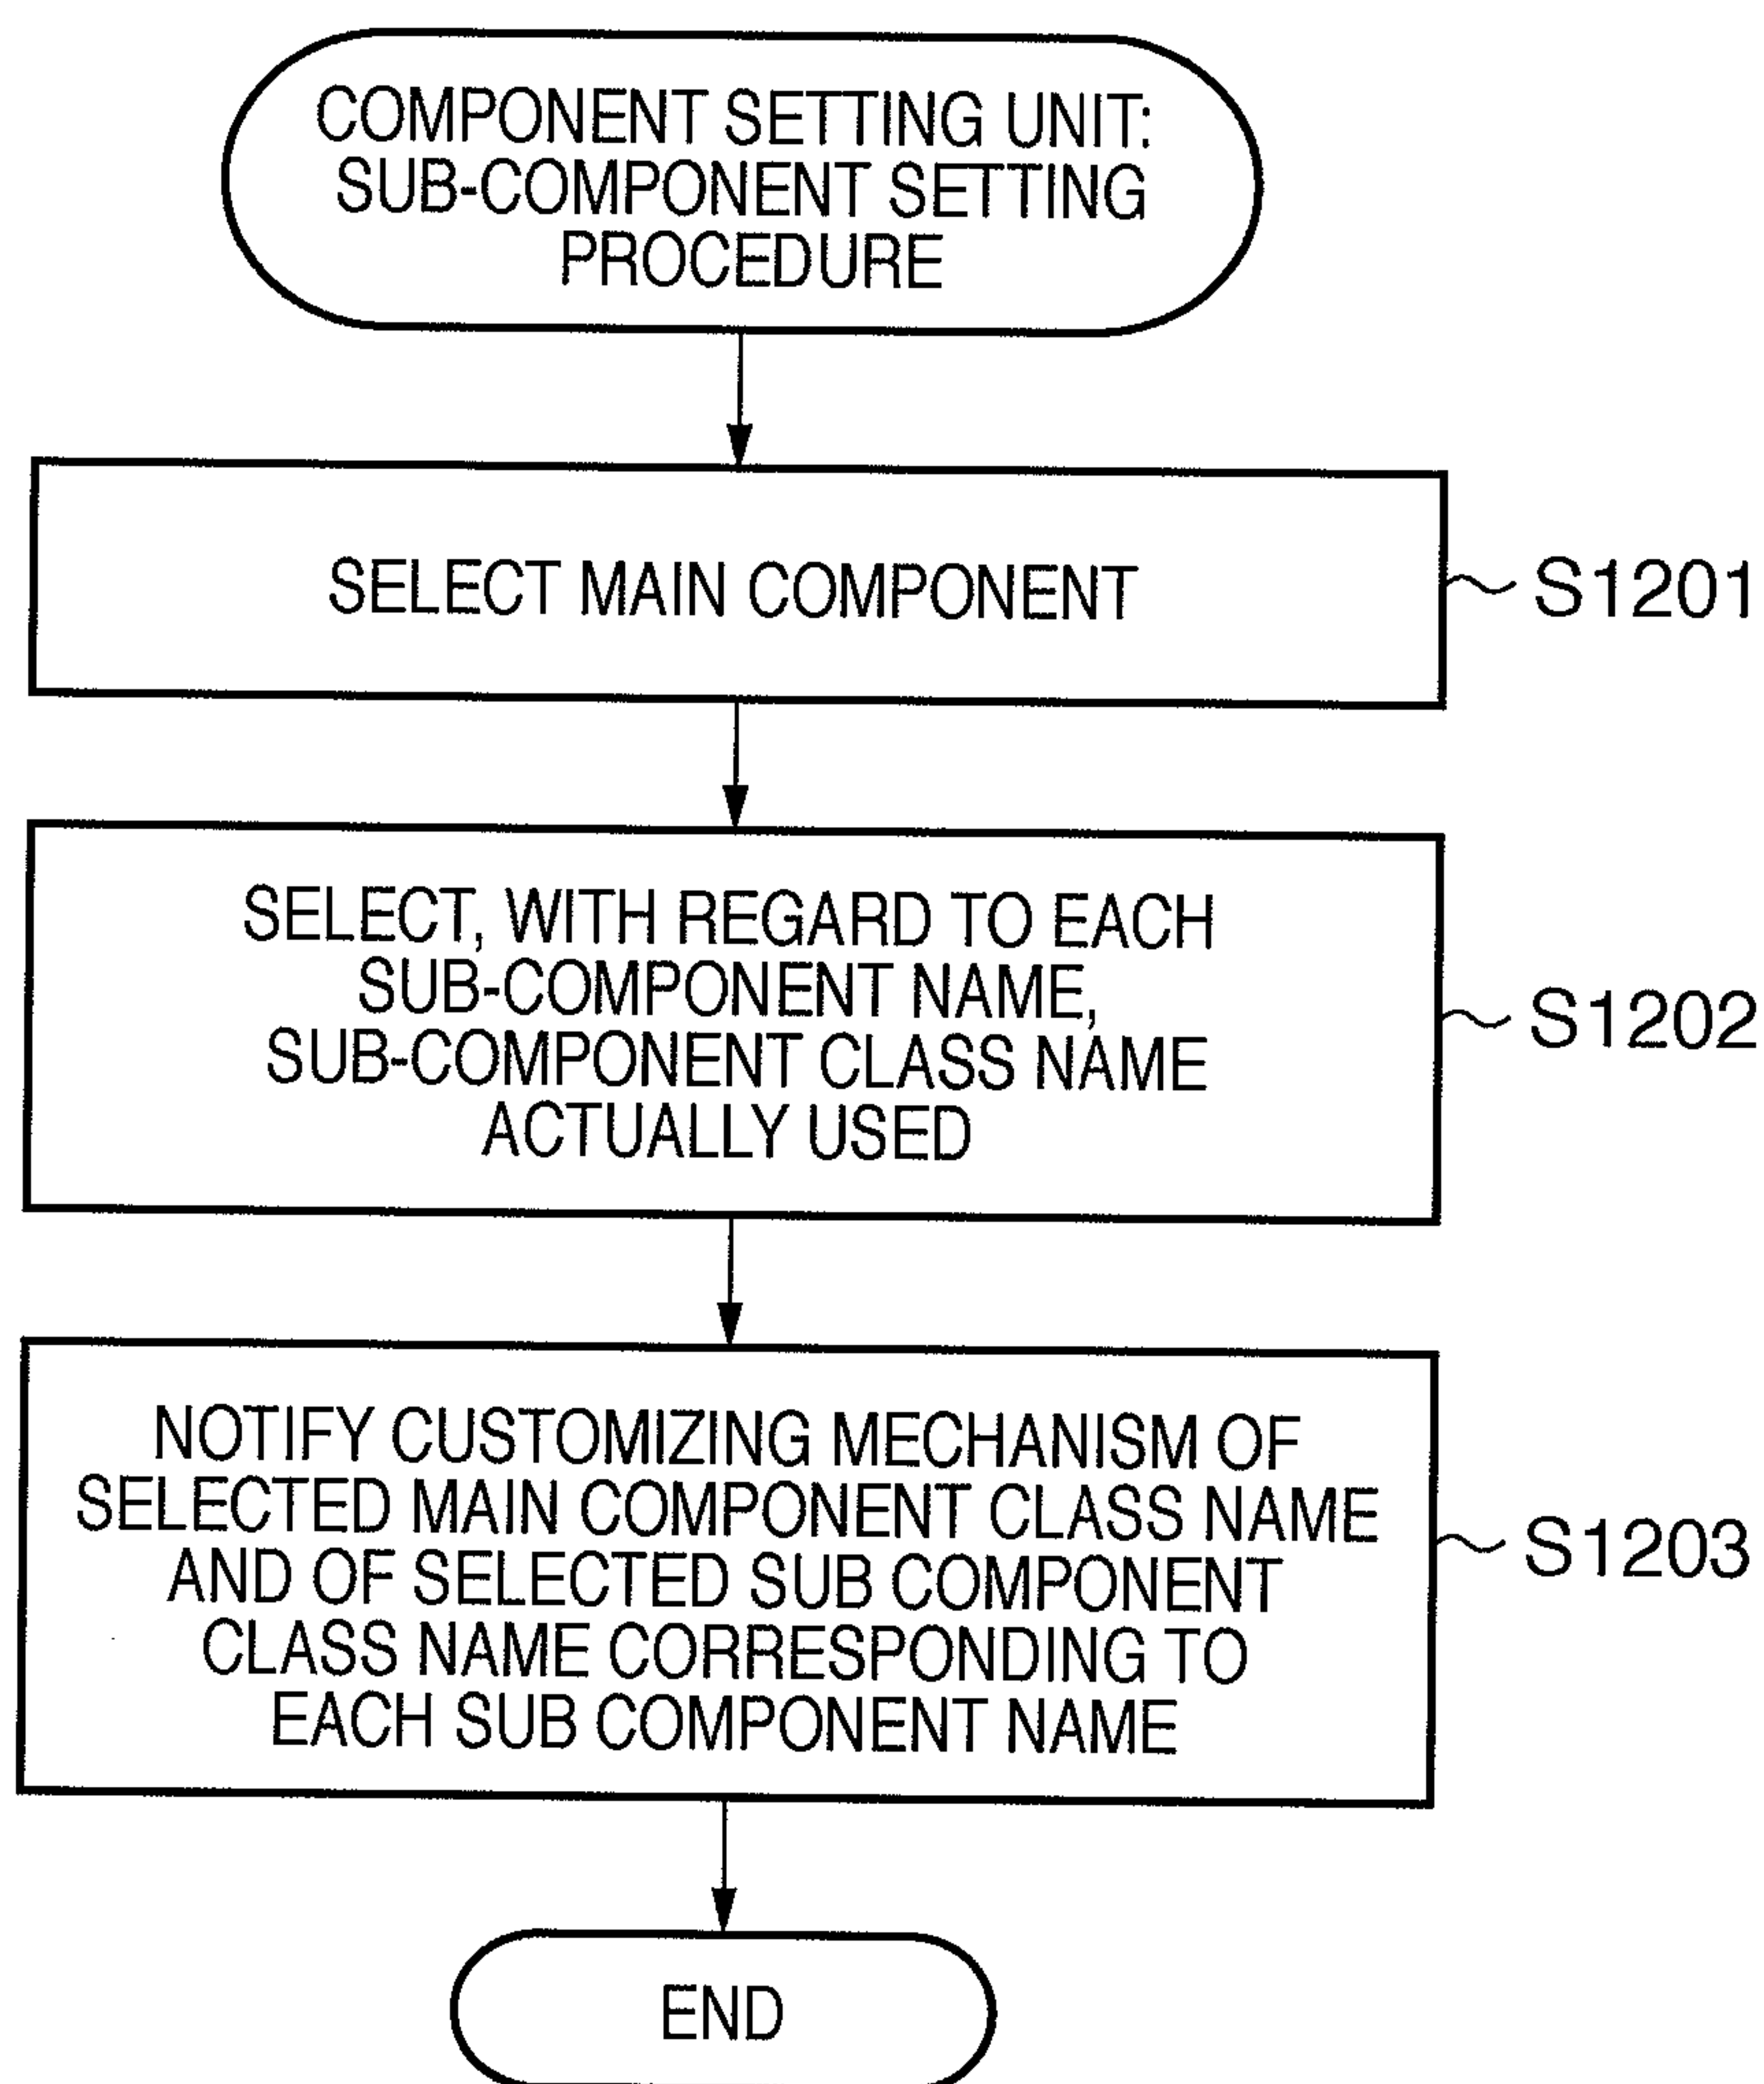 COMPONENT SETTING UNIT:
SUB-COMPONENT SETTING
PROCEDURE
SELECT MAIN COMPONENT
S1201
SELECT, WITH REGARD TO EACH
SUB-COMPONENT NAME,
SUB-COMPONENT CLASS NAME
ACTUALLY USED
S1202
NOTIFY CUSTOMIZING MECHANISM OF
SELECTED MAIN COMPONENT CLASS NAME
AND OF SELECTED SUB COMPONENT
CLASS NAME CORRESPONDING TO
EACH SUB COMPONENT NAME
S1203
END